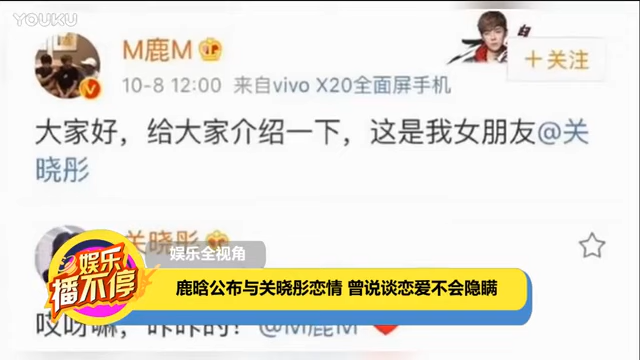 YOUKU
M鹿M
10-8 12:00 来自vivo X20全面屏手机
+关注
大家好，给大家介绍一下，这是我女朋友@关
晓彤
关晓彤
娱乐全视角
娱乐
播不停
鹿晗公布与关晓彤恋情 曾说谈恋爱不会隐瞒
@M鹿M